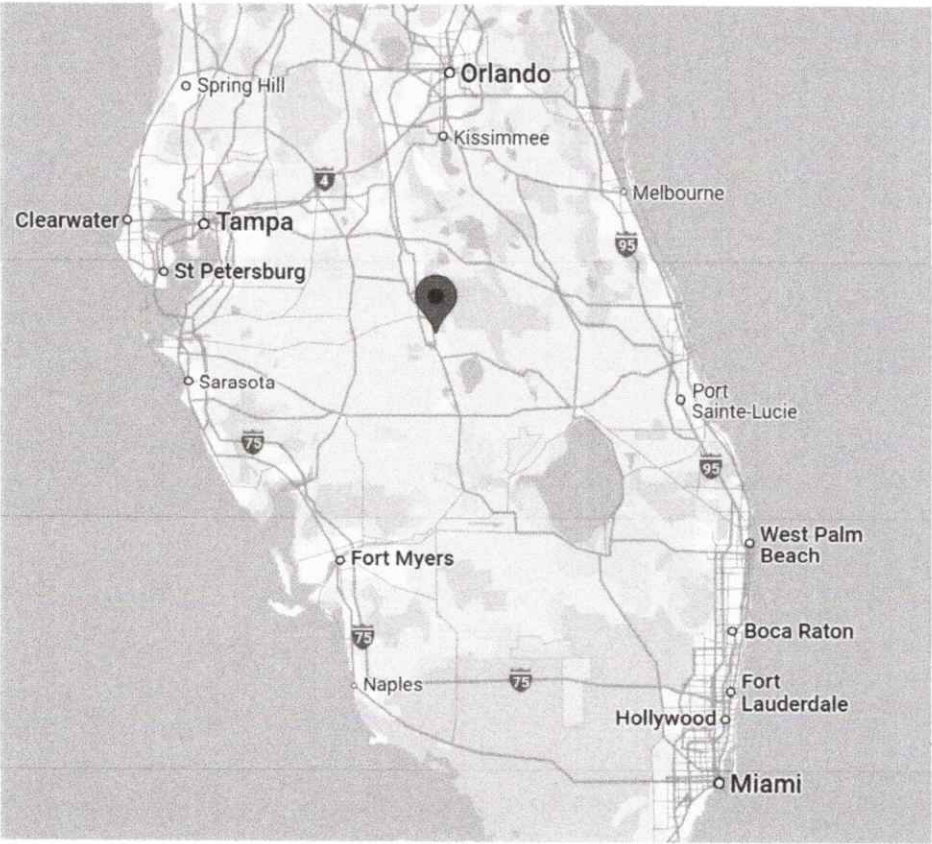 Orlando
Spring Hill
Kissimmee
4
Melbourne
Clearwater
Tampa
95
St Petersburg
Sarasota
Port
Sainte-Lucie
75
95
West Palm
Beach
Fort Myers
Boca Raton
75
Naples
75
Fort
Lauderdale
Hollywood
Miami